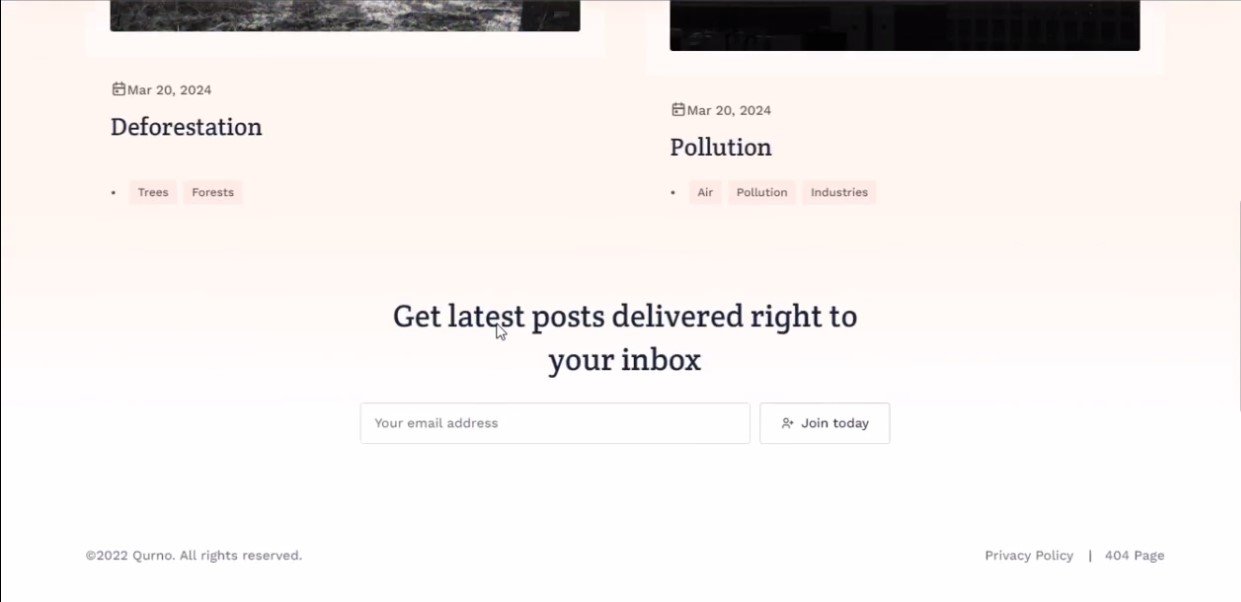 Mar 20, 2024
Deforestation
• Trees Forests
Mar 20, 2024
Pollution
• Air Pollution Industries
Get latest posts delivered right to
your inbox
Your email address
Join today
©2022 Qurno. All rights reserved.
Privacy Policy | 404 Page